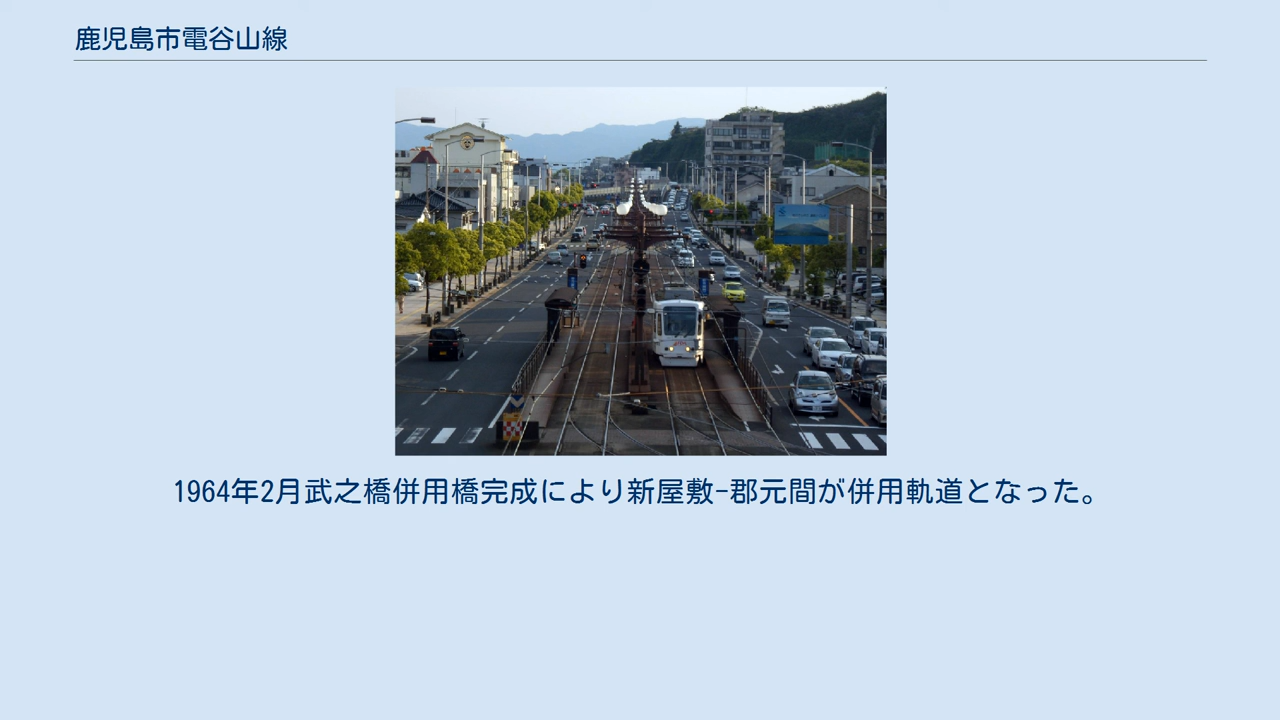 鹿児島市電谷山線
1964年2月武之橋併用橋完成により新屋敷-郡元間が併用軌道となった。